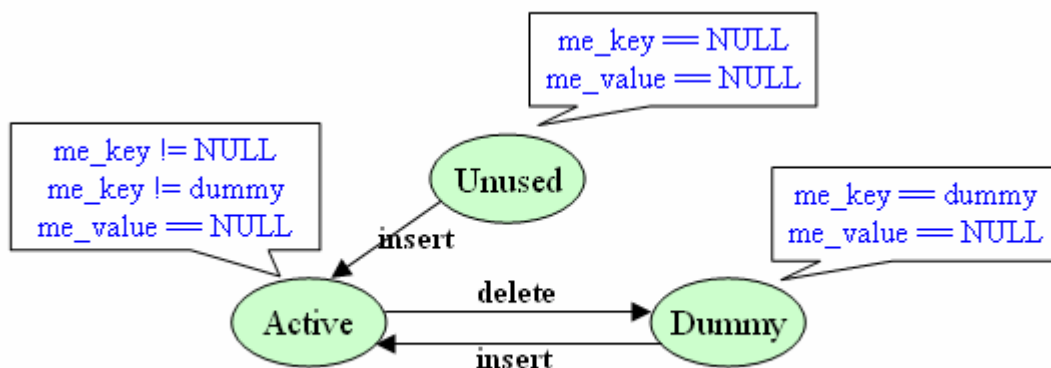 me_key == NULL
me_value == NULL
me_key != NULL
me_key != dummy
me_value == NULL
Unused
me_key == dummy
me_value == NULL
insert
Active
delete
Dummy
insert